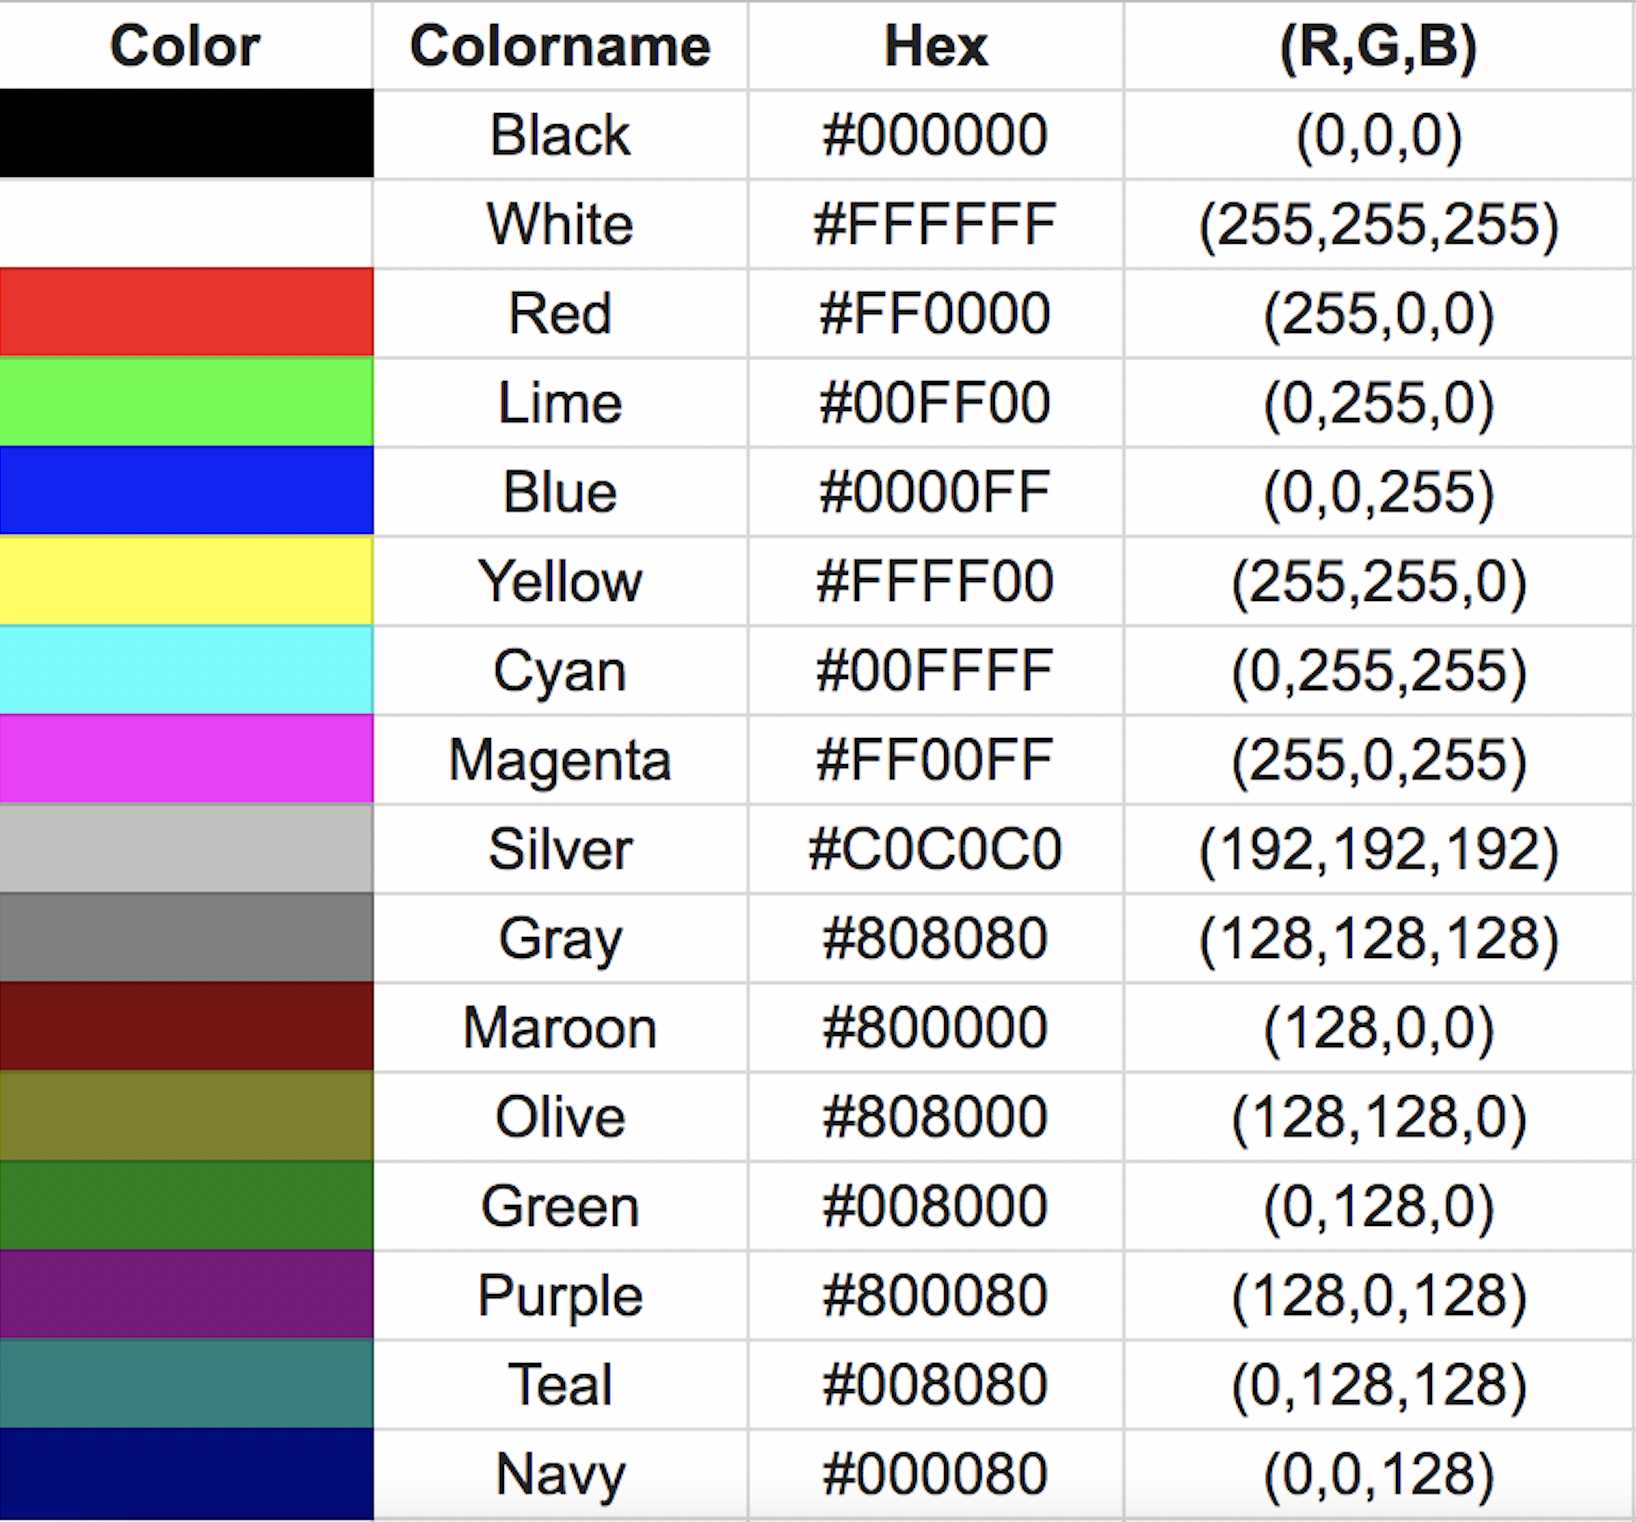 Color Colorname Hex (R,G,B)
Black #000000 (0,0,0)
White #FFFFFF (255,255,255)
Red #FF0000 (255,0,0)
Lime #00FF00 (0,255,0)
Blue #0000FF (0,0,255)
Yellow #FFFF00 (255,255,0)
Cyan #00FFFF (0,255,255)
Magenta #FF00FF (255,0,255)
Silver #C0C0C0 (192,192,192)
Gray #808080 (128,128,128)
Maroon #800000 (128,0,0)
Olive #808000 (128,128,0)
Green #008000 (0,128,0)
Purple #800080 (128,0,128)
Teal #008080 (0,128,128)
Navy #000080 (0,0,128)